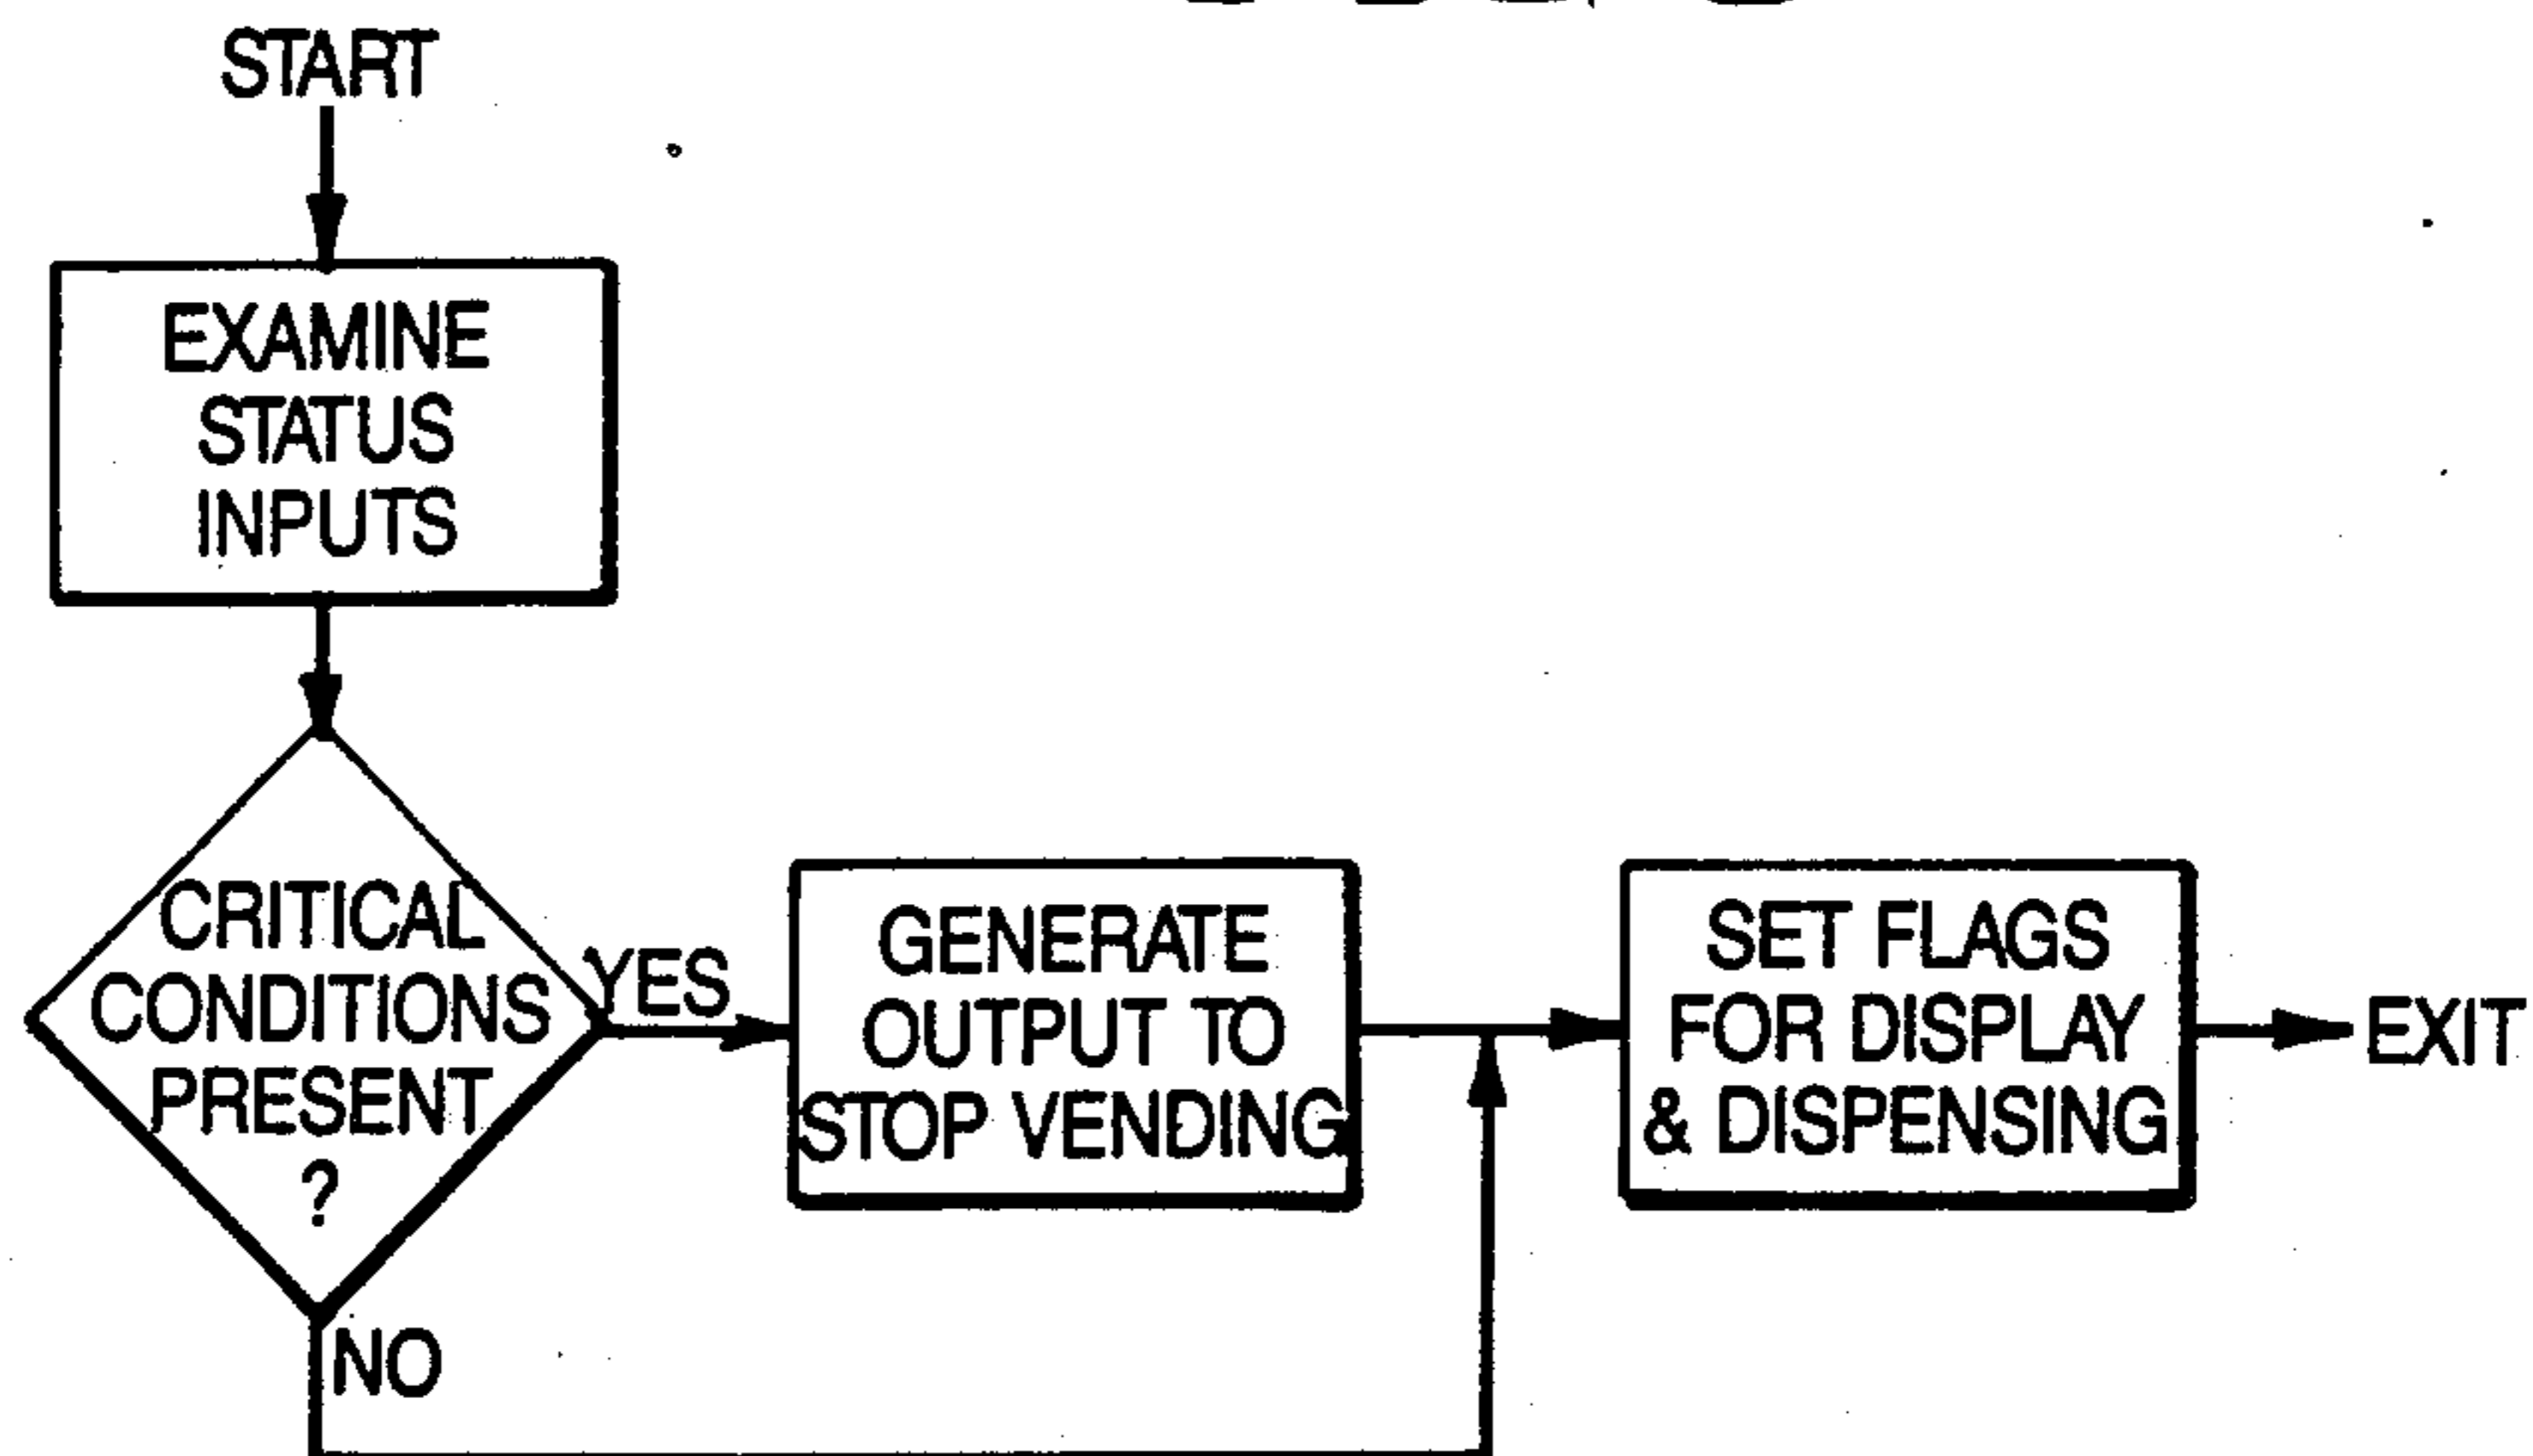 START
EXAMINE
STATUS
INPUTS
CRITICAL
CONDITIONS
PRESENT
?
YES
NO
GENERATE
OUTPUT TO
STOP VENDING
SET FLAGS
FOR DISPLAY
& DISPENSING
EXIT